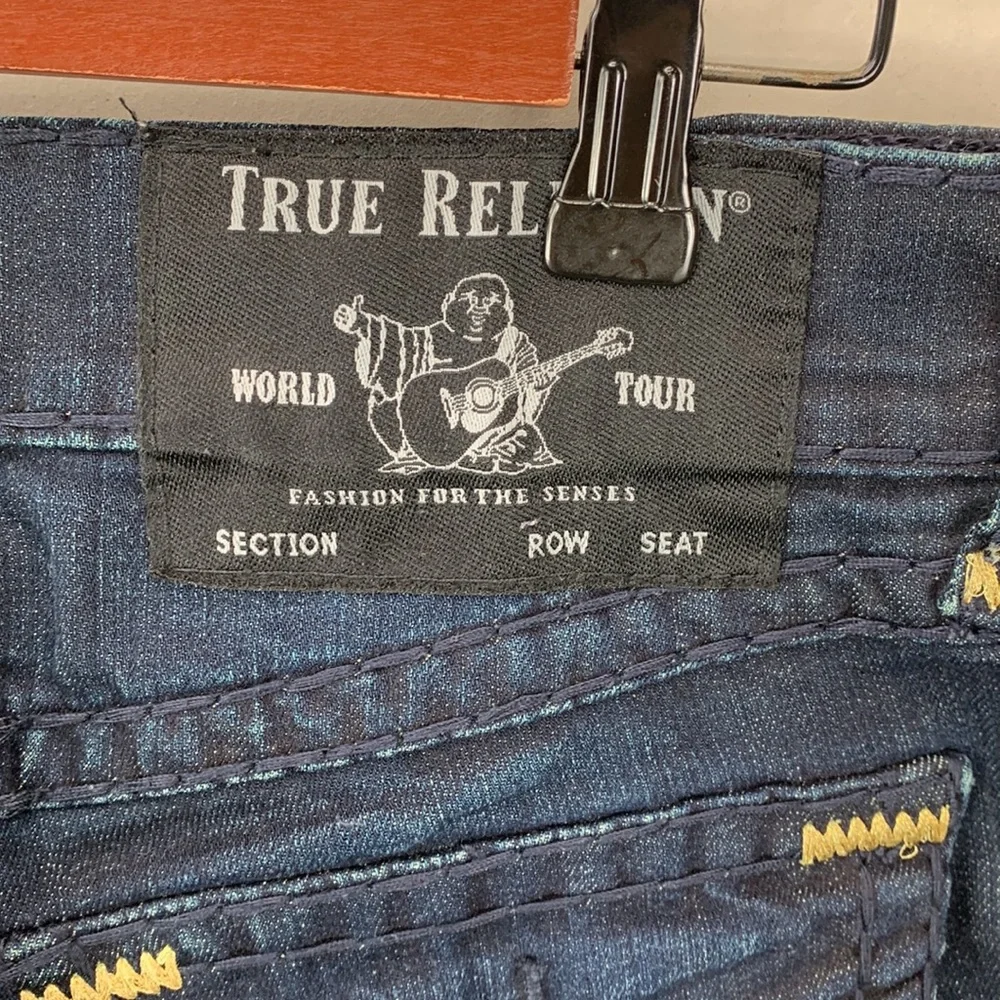 TRUE REL N®
WORLD TOUR
FASHION FOR THE SENSES
SECTION ROW SEAT